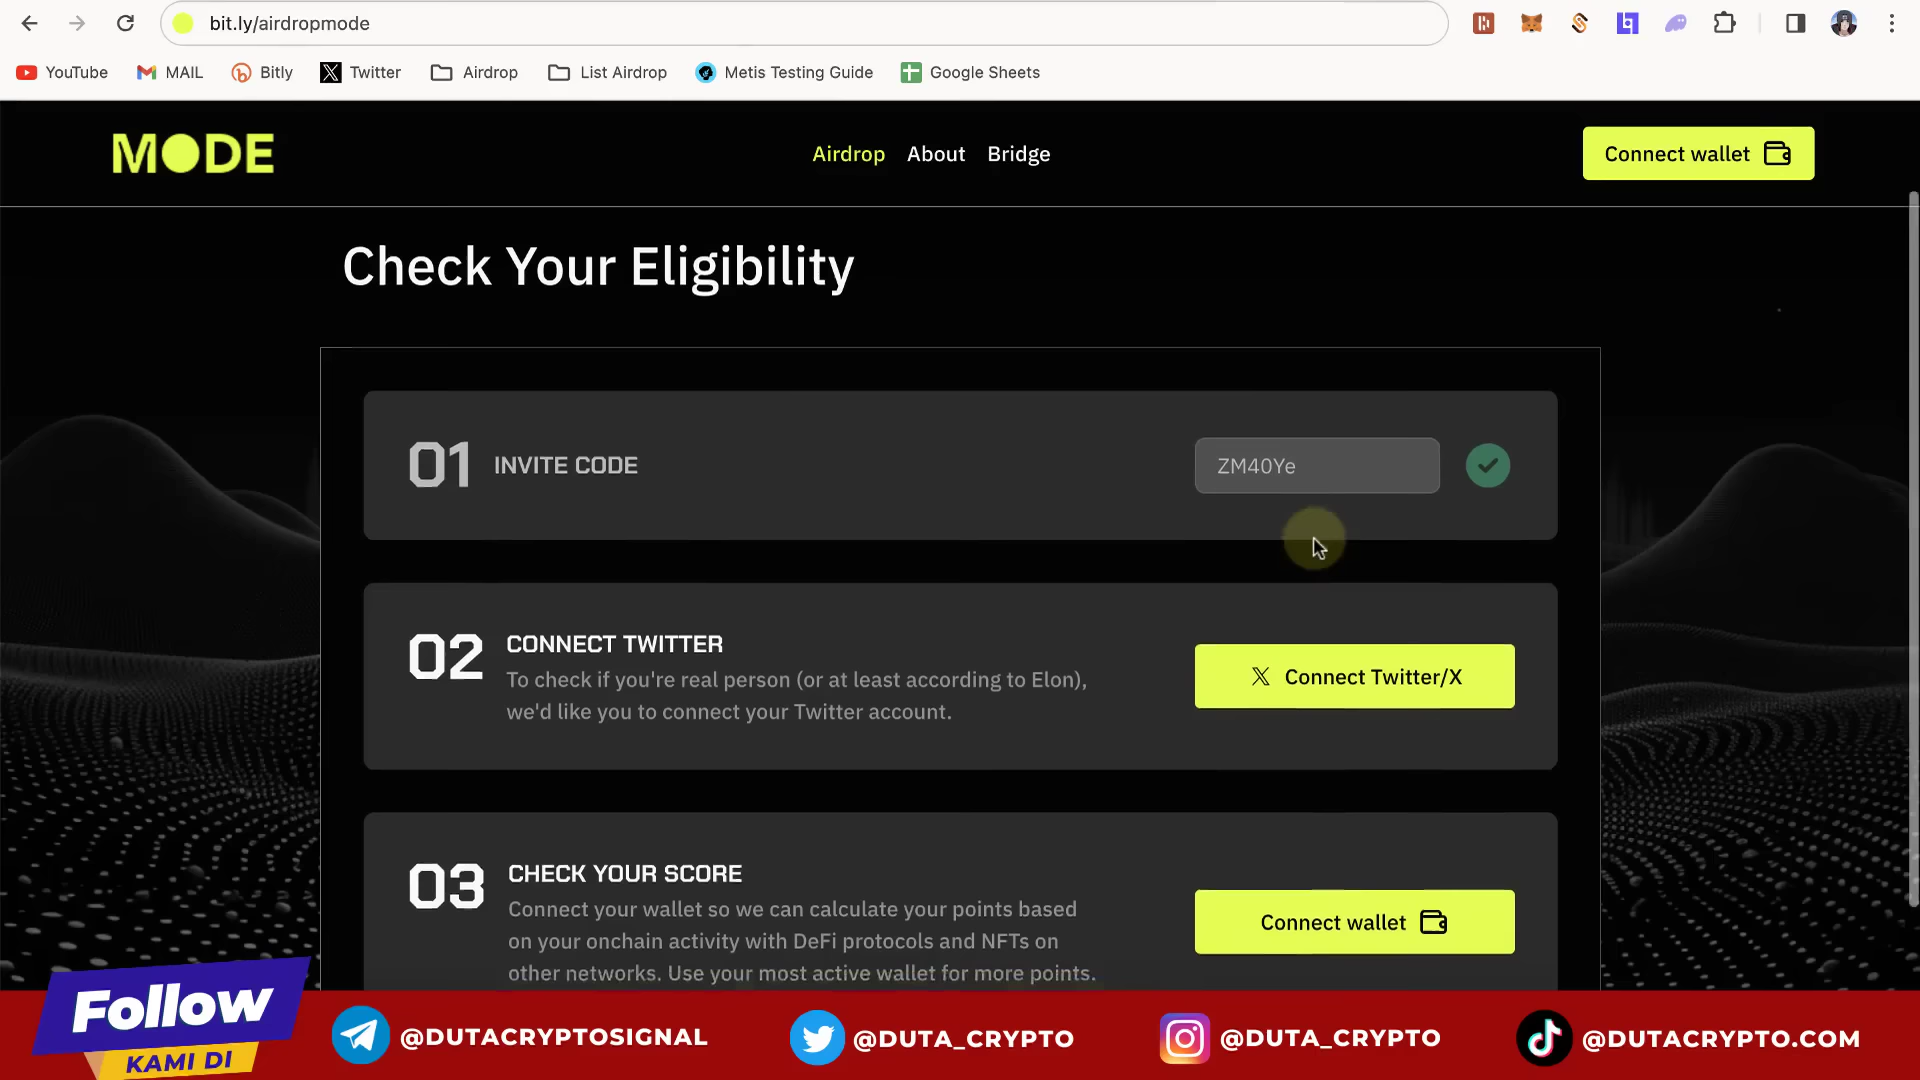 bit.ly/airdropmode
YouTube MAIL Bitly Twitter Airdrop List Airdrop Metis Testing Guide Google Sheets
MODE Airdrop About Bridge Connect wallet
Check Your Eligibility
01 INVITE CODE ZM40Ye
02 CONNECT TWITTER
To check if you're real person (or at least according to Elon),
we'd like you to connect your Twitter account.
Connect Twitter/X
03 CHECK YOUR SCORE
Connect your wallet so we can calculate your points based
on your onchain activity with DeFi protocols and NFTs on
other networks. Use your most active wallet for more points.
Connect wallet
Follow
KAMI DI
@DUTACRYPTOSIGNAL @DUTA_CRYPTO @DUTA_CRYPTO @DUTACRYPTO.COM